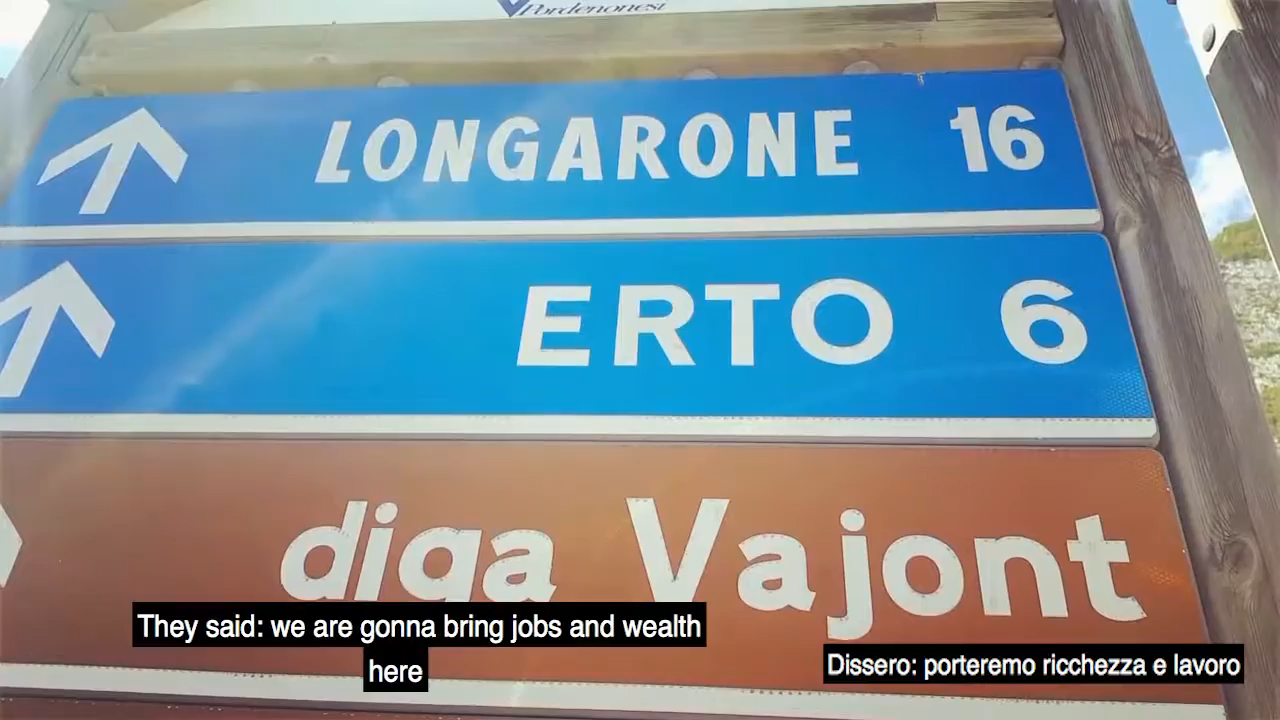 Pordenonesi
LONGARONE 16
ERTO 6
diga Vajont
They said: we are gonna bring jobs and wealth
here
Dissero: porteremo ricchezza e lavoro